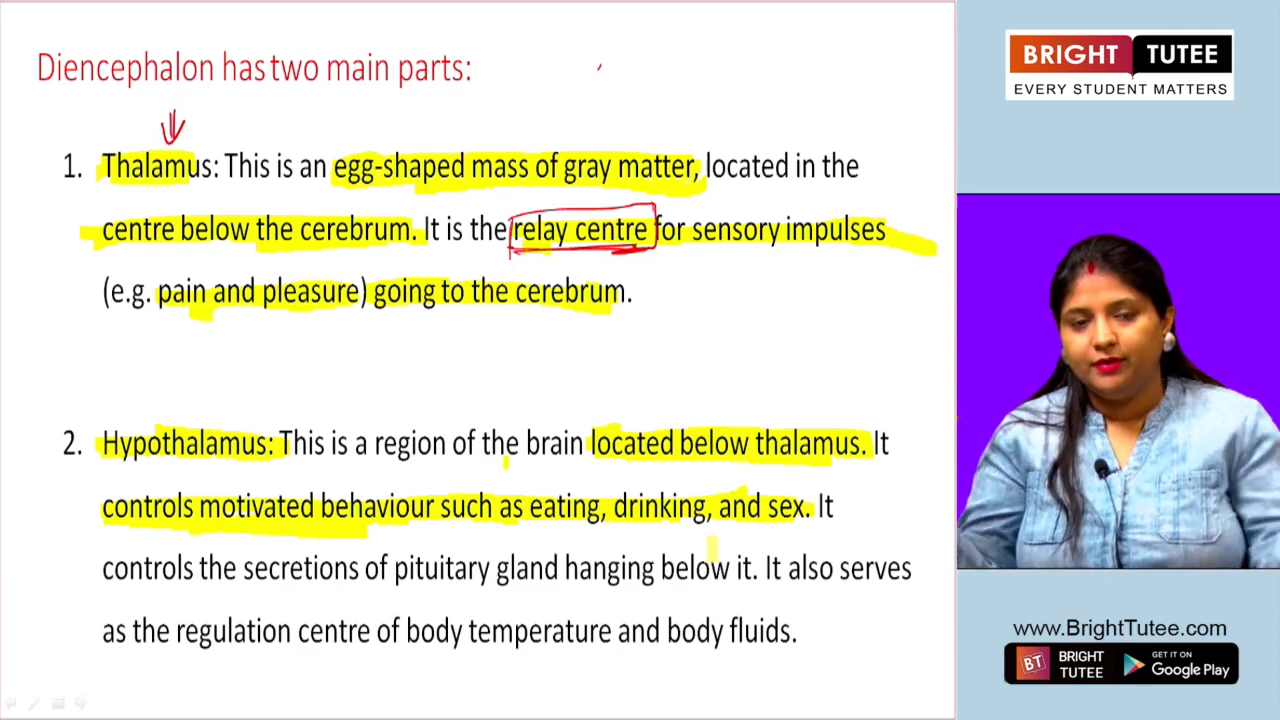 Diencephalon has two main parts:
1. Thalamus: This is an egg-shaped mass of gray matter, located in the
centre below the cerebrum. It is the relay centre for sensory impulses
(e.g. pain and pleasure) going to the cerebrum.
2. Hypothalamus: This is a region of the brain located below thalamus. It
controls motivated behaviour such as eating, drinking, and sex. It
controls the secretions of pituitary gland hanging below it. It also serves
as the regulation centre of body temperature and body fluids.
BRIGHT TUTEE
EVERY STUDENT MATTERS
www.BrightTutee.com
BT BRIGHT TUTEE
GET IT ON
Google Play